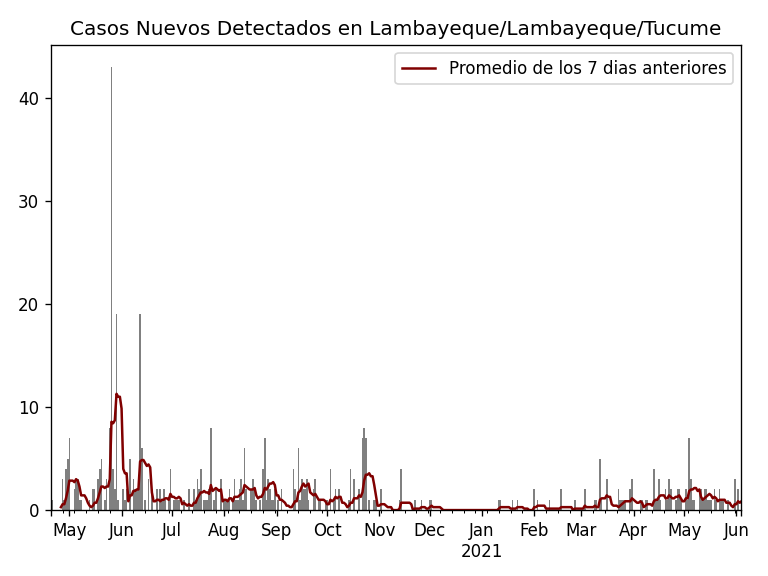 Casos Nuevos Detectados en Lambayeque/Lambayeque/Tucume
Promedio de los 7 dias anteriores
40
30
20
10
0
May Jun Jul Aug Sep Oct Nov Dec Jan Feb Mar Apr May Jun
2021